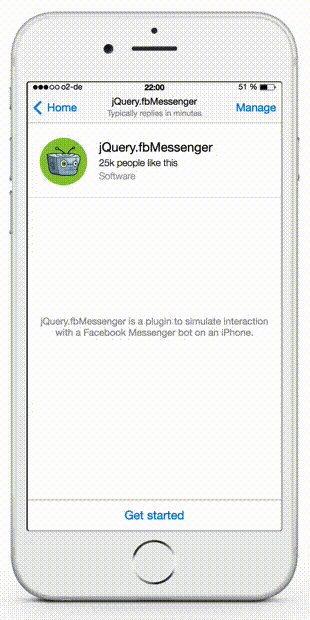 o2-de 22:00 51 %
Home jQuery.fbMessenger Manage
Typically replies in minutes
jQuery.fbMessenger
25k people like this
Software
jQuery.fbMessenger is a plugin to simulate interaction
with a Facebook Messenger bot on an iPhone.
Get started